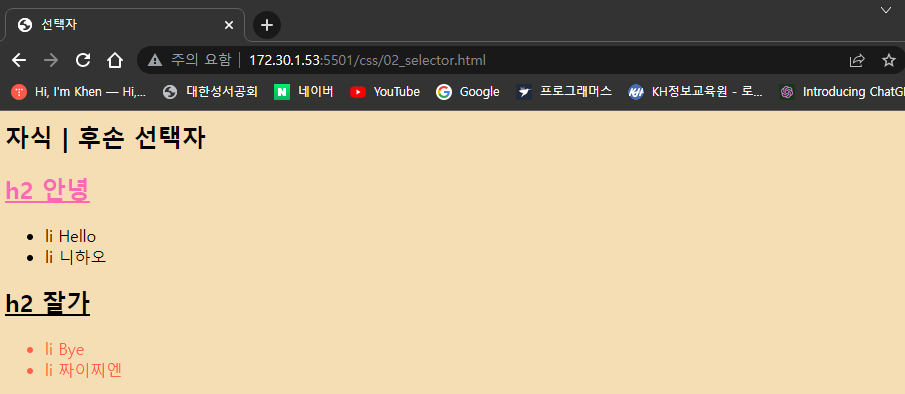 선택자
주의 요함 172.30.1.53:5501/css/02_selector.html
Hi, I'm Khen — Hi,... 대한성서공회 네이버 YouTube Google 프로그래머스 KH정보교육원 - 로... Introducing ChatG
자식 | 후손 선택자
h2 안녕
li Hello
li 니하오
h2 잘가
li Bye
li 짜이찌엔